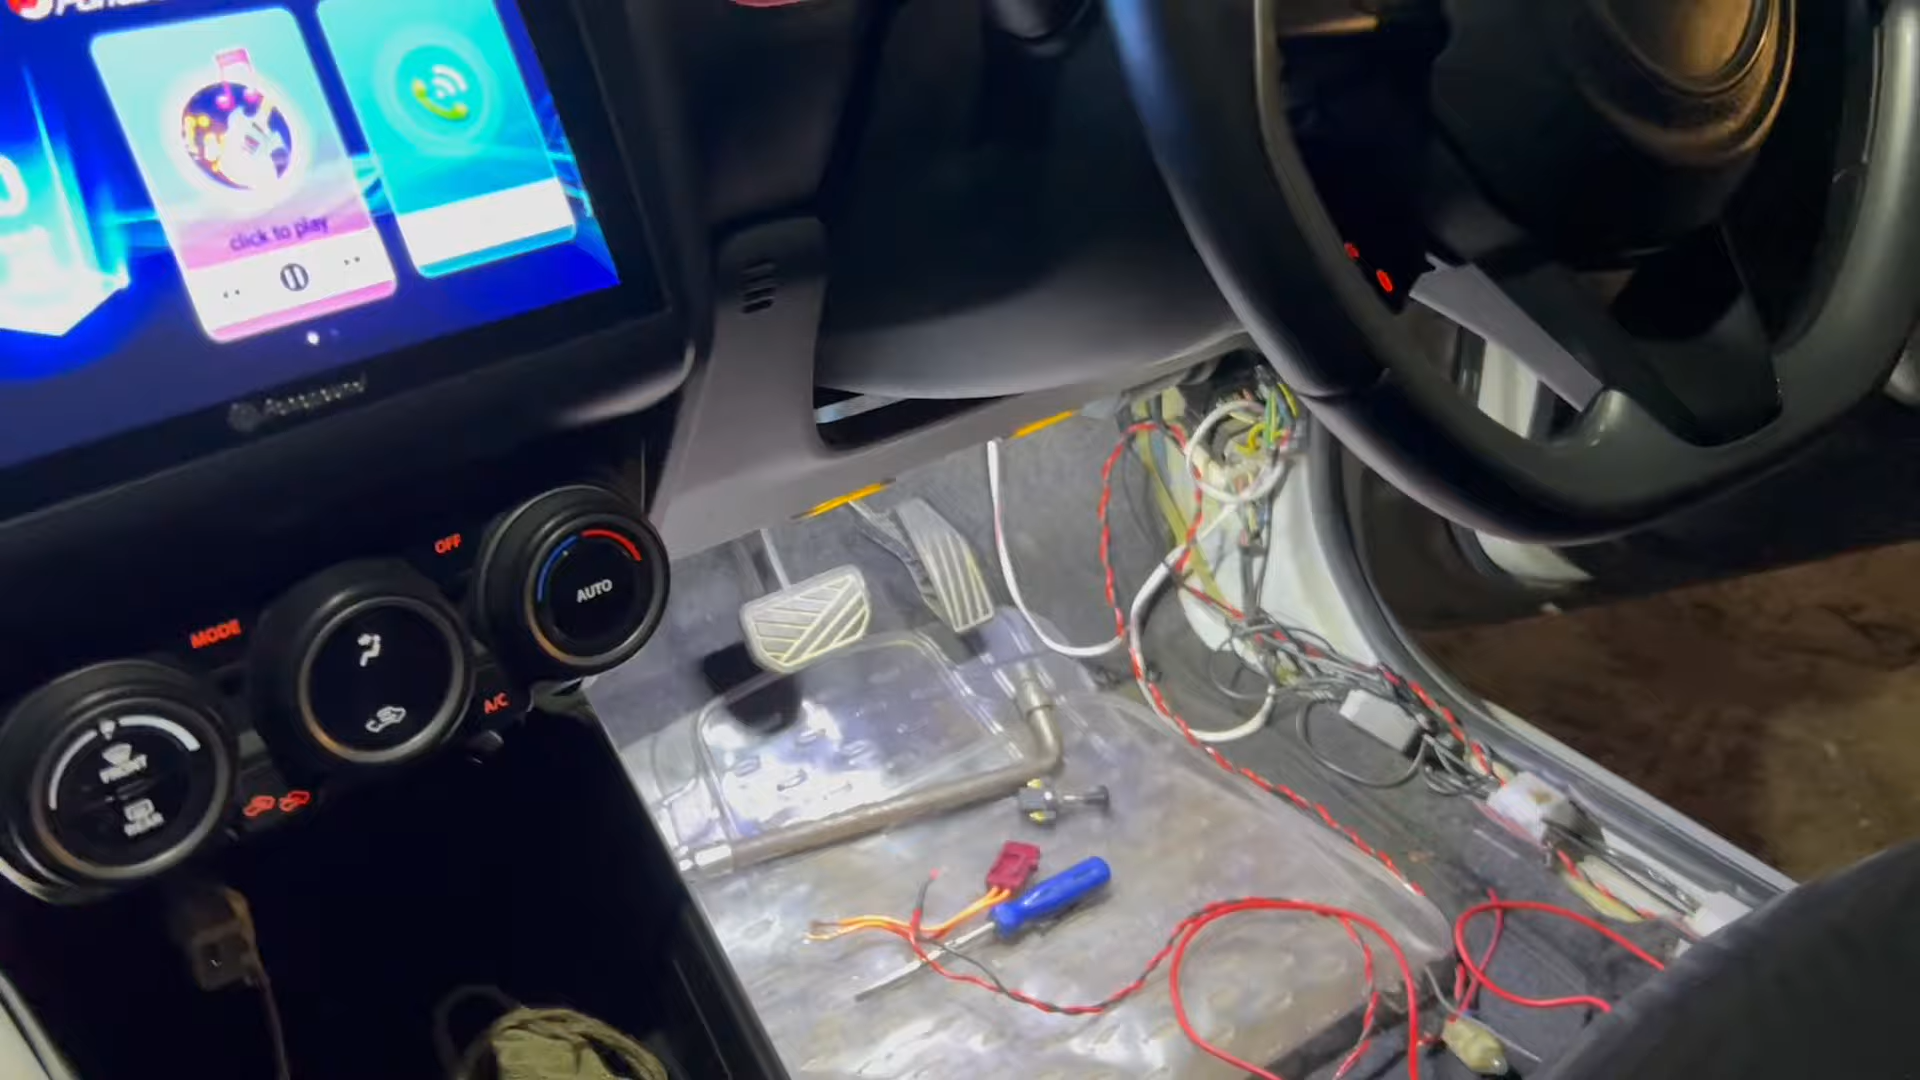 click to play
OFF
AUTO
MODE
A/C
FRONT
REAR